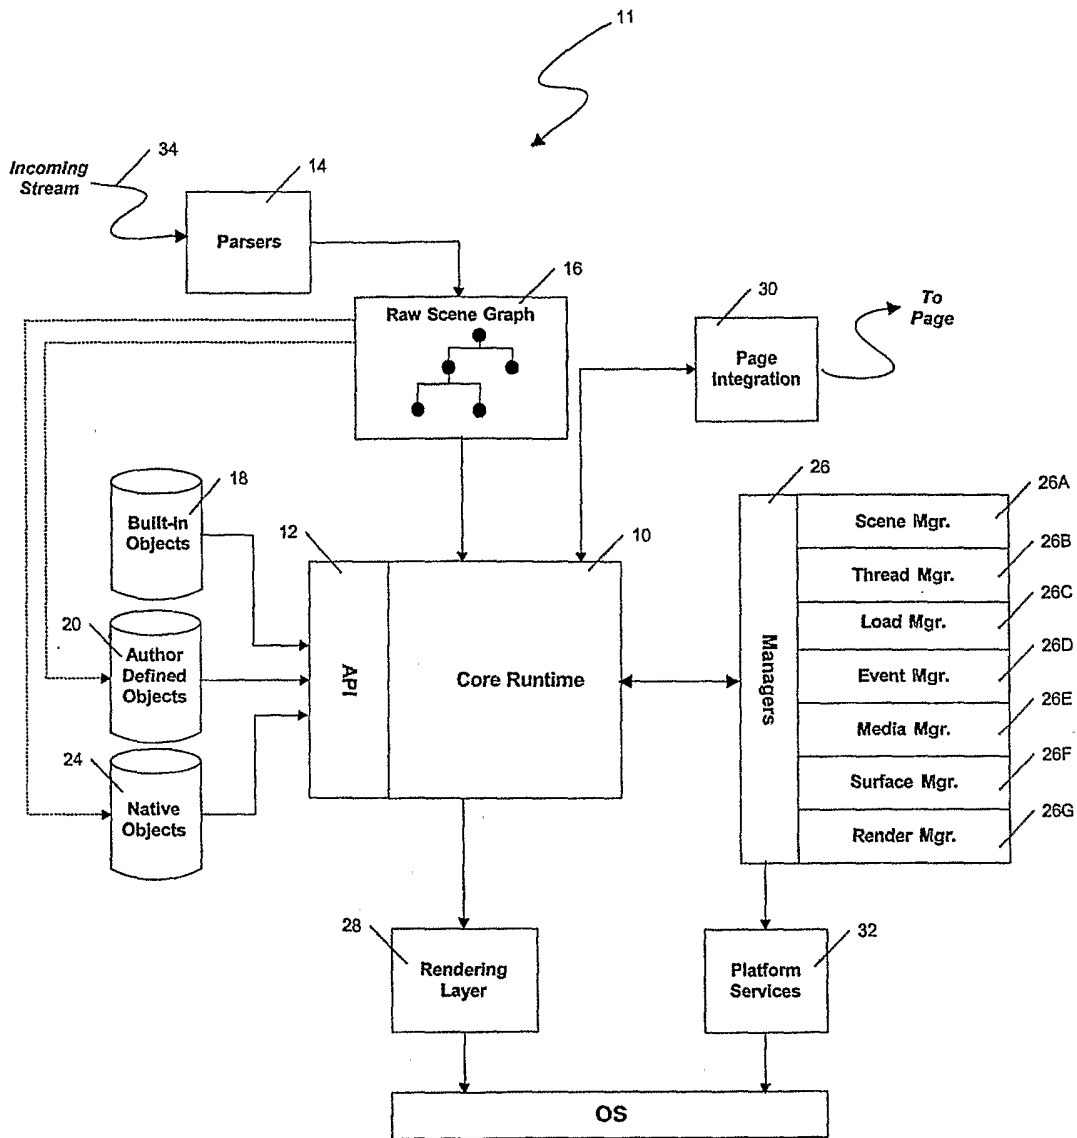 11
Incoming
Stream
34
14
Parsers
16
Raw Scene Graph
30
Page
Integration
To
Page
18
Built-in
Objects
20
Author
Defined
Objects
24
Native
Objects
12
API
10
Core Runtime
26
Managers
26A
Scene Mgr.
26B
Thread Mgr.
26C
Load Mgr.
26D
Event Mgr.
26E
Media Mgr.
26F
Surface Mgr.
26G
Render Mgr.
28
Rendering
Layer
32
Platform
Services
OS